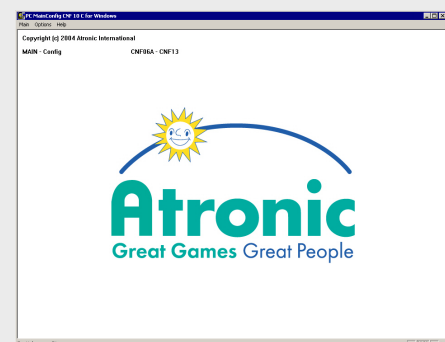 PC MainConfig CNF 10 C for Windows
Main Options Help
Copyright (c) 2004 Atronic International
MAIN - Config CNF06A - CNF13
Atronic
Great Games Great People